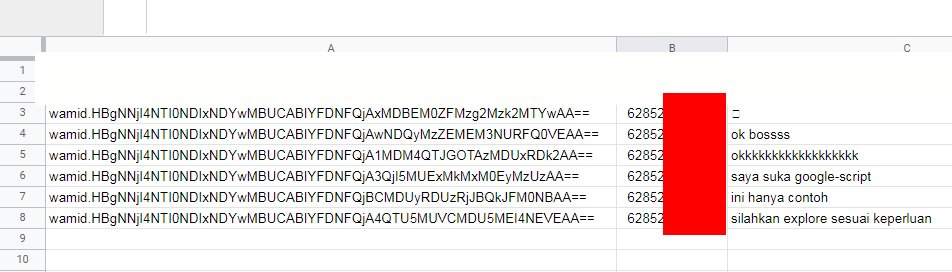 A B C
1
2
3 wamid.HBgNNjI4NTI0NDIxNDYwMBUCABIYFDNFQjAxMDBEM0ZFMzg2Mzk2MTYwAA== 62852
4 wamid.HBgNNjI4NTI0NDIxNDYwMBUCABIYFDNFQjAwNDQyMzZEMEM3NURFQ0VEAA== 62852 ok bossss
5 wamid.HBgNNjI4NTI0NDIxNDYwMBUCABIYFDNFQjA1MDM4QTJGOTAzMDUxRDk2AA== 62852 okkkkkkkkkkkkkkkkkkk
6 wamid.HBgNNjI4NTI0NDIxNDYwMBUCABIYFDNFQjA3QjI5MUExMkMxM0EyMzUzAA== 62852 saya suka google-script
7 wamid.HBgNNjI4NTI0NDIxNDYwMBUCABIYFDNFQjBCMDUyRDUzRjJBQkJFM0NBAA== 62852 ini hanya contoh
8 wamid.HBgNNjI4NTI0NDIxNDYwMBUCABIYFDNFQjA4QTU5MUVCMDU5MEI4NEVEAA== 62852 silahkan explore sesuai keperluan
9
10